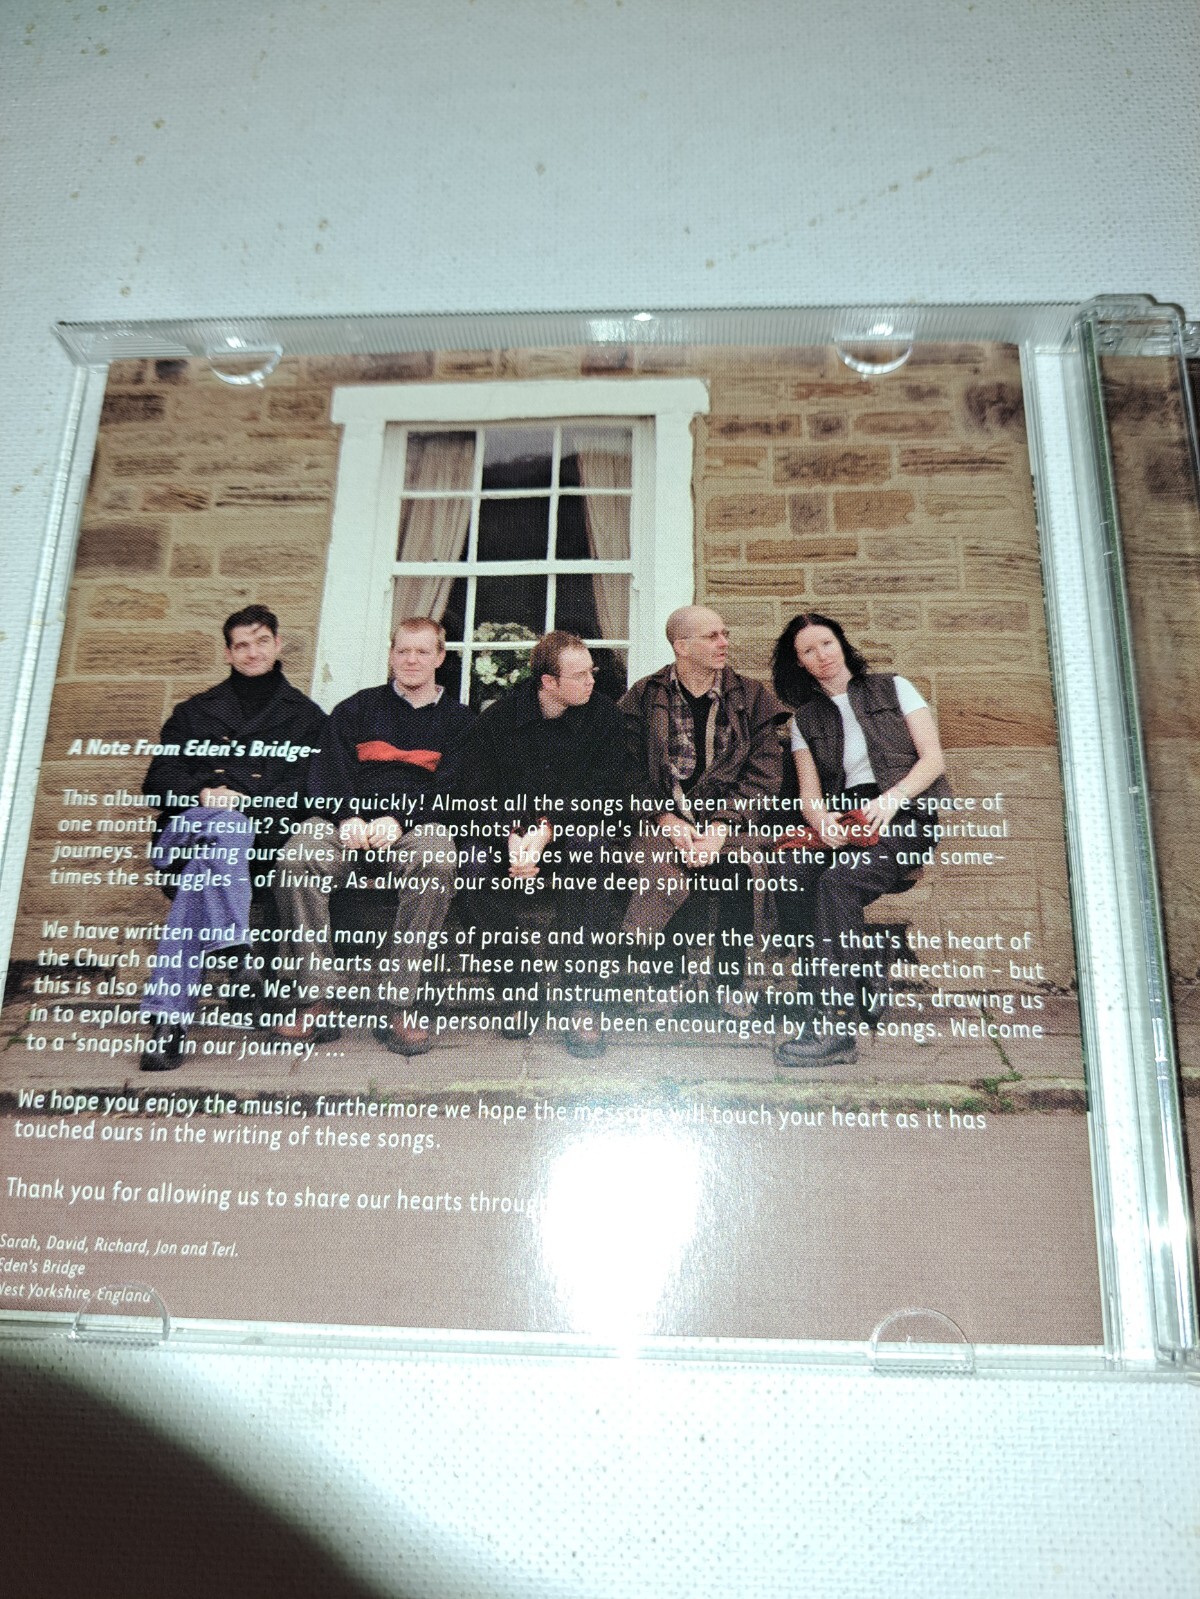 A Note From Eden's Bridge~
This album has happened very quickly! Almost all the songs have been written within the space of
one month. The result? Songs giving "snapshots" of people's lives: their hopes, loves and spiritual
journeys. In putting ourselves in other people's shoes we have written about the joys - and some-
times the struggles - of living. As always, our songs have deep spiritual roots.
We have written and recorded many songs of praise and worship over the years - that's the heart of
the Church and close to our hearts as well. These new songs have led us in a different direction - but
this is also who we are. We've seen the rhythms and instrumentation flow from the lyrics, drawing us
in to explore new ideas and patterns. We personally have been encouraged by these songs. Welcome
to a 'snapshot' in our journey. ...
We hope you enjoy the music, furthermore we hope the message will touch your heart as it has
touched ours in the writing of these songs.
Thank you for allowing us to share our hearts through
Sarah, David, Richard, Jon and Terl.
Eden's Bridge
West Yorkshire, England